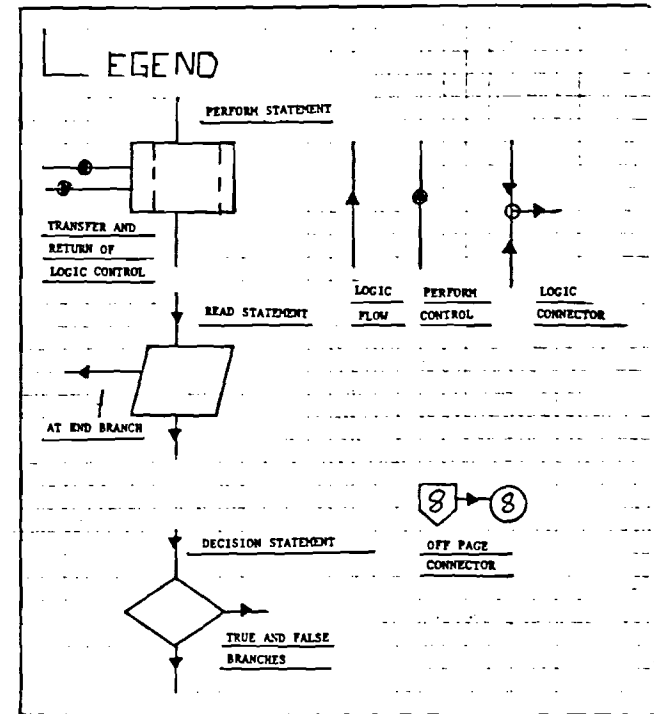 LEGEND
PERFORM STATEMENT
TRANSFER AND
RETURN OF
LOGIC CONTROL
LOGIC
FLOW
PERFORM
CONTROL
LOGIC
CONNECTOR
READ STATEMENT
AT END BRANCH
8
8
OFF PAGE
CONNECTOR
DECISION STATEMENT
TRUE AND FALSE
BRANCHES